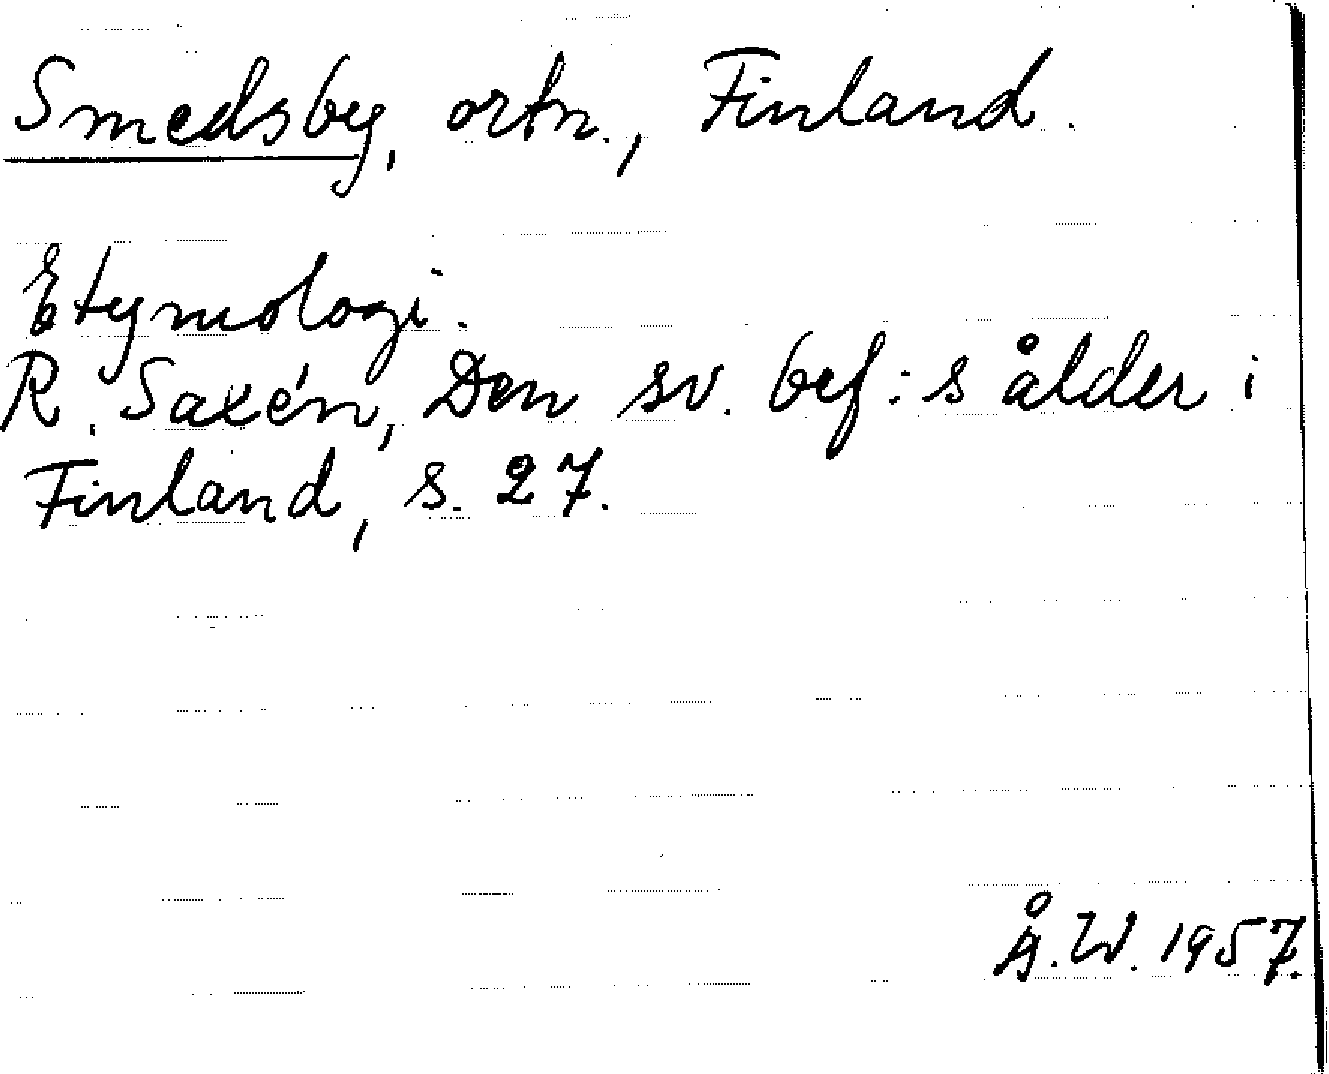 Smedsby, ortn., Finland.
Etymologi.
R. Saxén, Den sv. bef:s ålder i
Finland, s. 27.
Å.W. 1957.